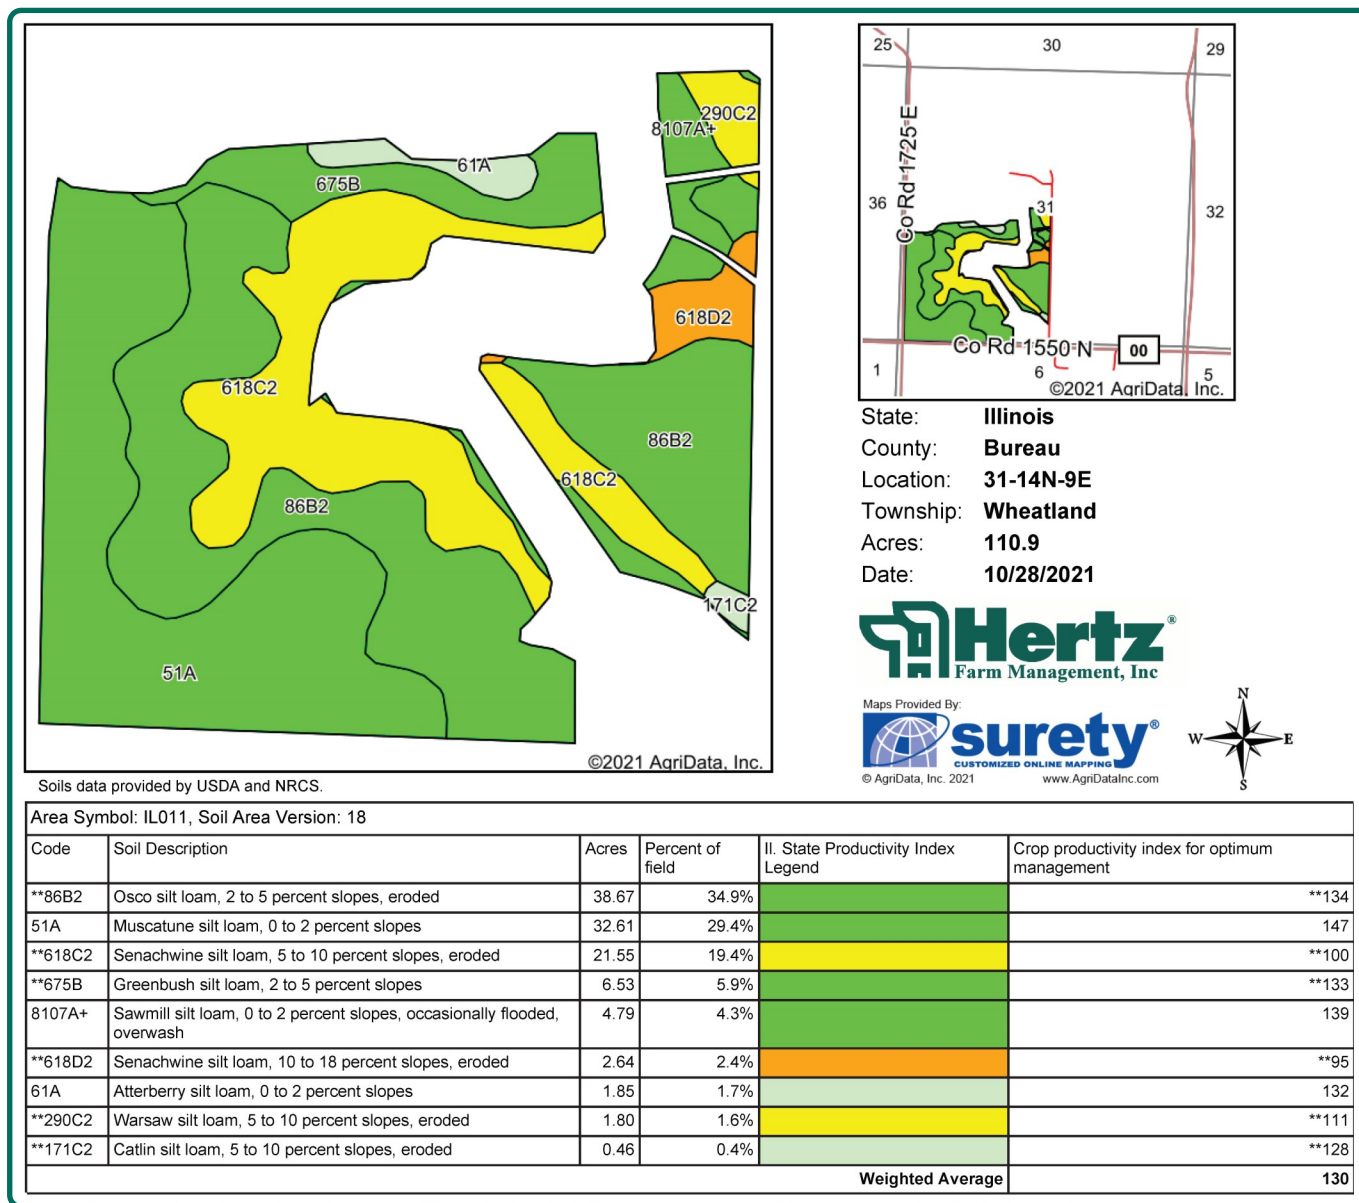 290C2
8107A+
61A
675B
618D2
618C2
86B2
618C2
86B2
171C2
51A
©2021 AgriData, Inc.
Soils data provided by USDA and NRCS.
25
30
29
Co Rd 1725 E
36
31
32
Co Rd 1550 N
00
1
6
5
©2021 AgriData, Inc.
State: Illinois
County: Bureau
Location: 31-14N-9E
Township: Wheatland
Acres: 110.9
Date: 10/28/2021
Hertz®
Farm Management, Inc
Maps Provided By:
surety®
CUSTOMIZED ONLINE MAPPING
© AgriData, Inc. 2021 www.AgriDataInc.com
N
W E
S
Area Symbol: IL011, Soil Area Version: 18
Code Soil Description Acres Percent of field II. State Productivity Index Legend Crop productivity index for optimum management
**86B2 Osco silt loam, 2 to 5 percent slopes, eroded 38.67 34.9% **134
51A Muscatune silt loam, 0 to 2 percent slopes 32.61 29.4% 147
**618C2 Senachwine silt loam, 5 to 10 percent slopes, eroded 21.55 19.4% **100
**675B Greenbush silt loam, 2 to 5 percent slopes 6.53 5.9% **133
8107A+ Sawmill silt loam, 0 to 2 percent slopes, occasionally flooded, overwash 4.79 4.3% 139
**618D2 Senachwine silt loam, 10 to 18 percent slopes, eroded 2.64 2.4% **95
61A Atterberry silt loam, 0 to 2 percent slopes 1.85 1.7% 132
**290C2 Warsaw silt loam, 5 to 10 percent slopes, eroded 1.80 1.6% **111
**171C2 Catlin silt loam, 5 to 10 percent slopes, eroded 0.46 0.4% **128
Weighted Average 130